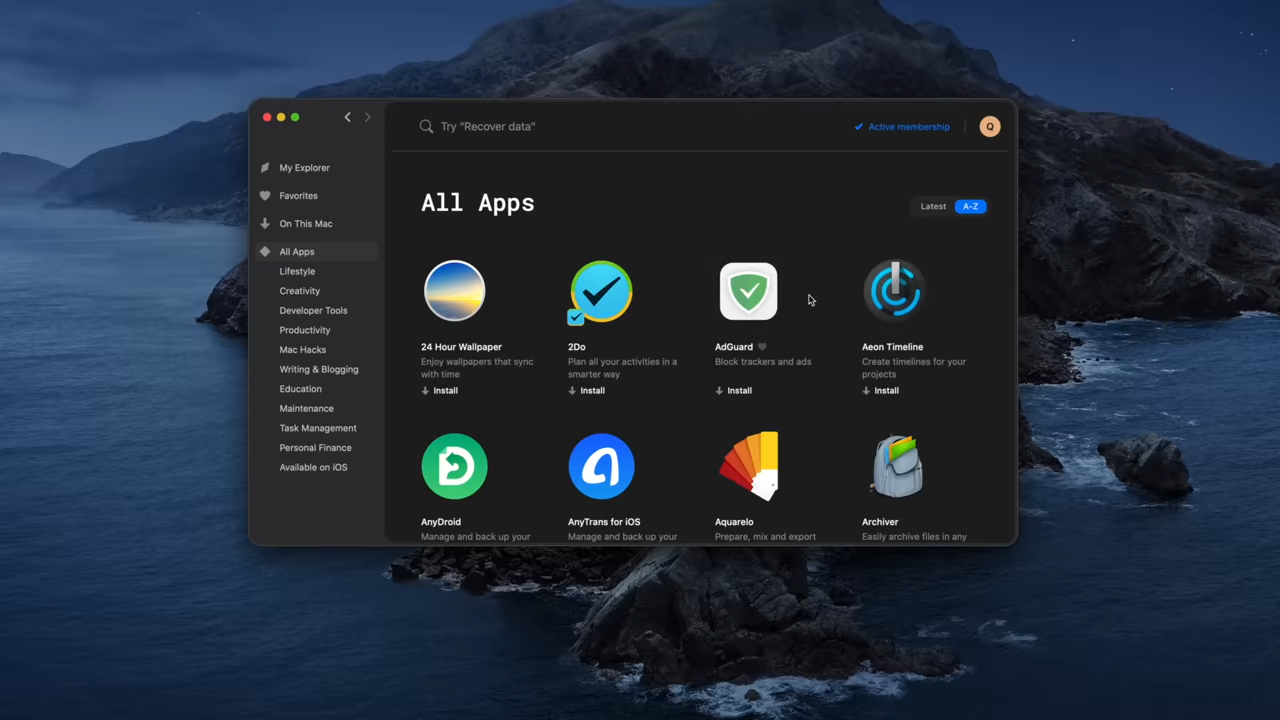 Try "Recover data"
Active membership
Q
My Explorer
Favorites
On This Mac
All Apps
Lifestyle
Creativity
Developer Tools
Productivity
Mac Hacks
Writing & Blogging
Education
Maintenance
Task Management
Personal Finance
Available on iOS
All Apps
Latest
A-Z
24 Hour Wallpaper
Enjoy wallpapers that sync
with time
Install
2Do
Plan all your activities in a
smarter way
Install
AdGuard
Block trackers and ads
Install
Aeon Timeline
Create timelines for your
projects
Install
AnyDroid
Manage and back up your
AnyTrans for iOS
Manage and back up your
Aquarelo
Prepare, mix and export
Archiver
Easily archive files in any